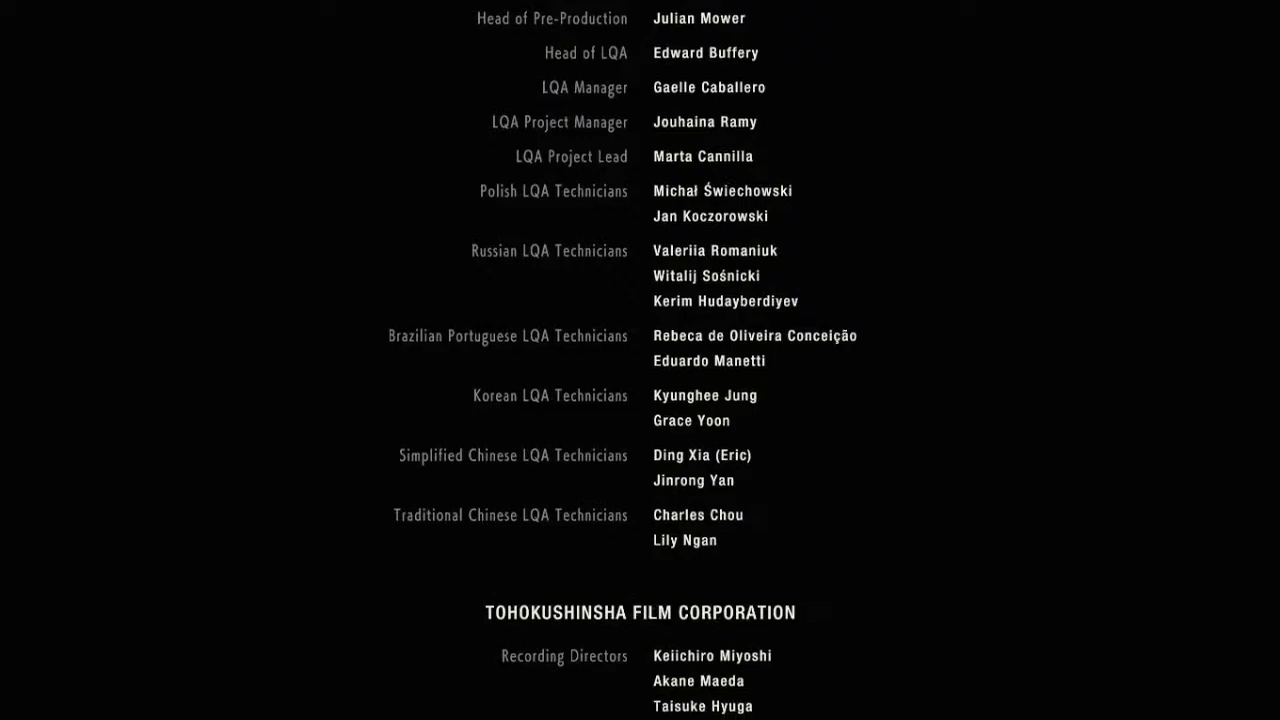 Head of Pre-Production Julian Mower
Head of LQA Edward Buffery
LQA Manager Gaelle Caballero
LQA Project Manager Jouhaina Ramy
LQA Project Lead Marta Cannilla
Polish LQA Technicians Michał Świechowski
Jan Koczorowski
Russian LQA Technicians Valeriia Romaniuk
Witalij Sośnicki
Kerim Hudayberdiyev
Brazilian Portuguese LQA Technicians Rebeca de Oliveira Conceição
Eduardo Manetti
Korean LQA Technicians Kyunghee Jung
Grace Yoon
Simplified Chinese LQA Technicians Ding Xia (Eric)
Jinrong Yan
Traditional Chinese LQA Technicians Charles Chou
Lily Ngan
TOHOKUSHINSHA FILM CORPORATION
Recording Directors Keiichiro Miyoshi
Akane Maeda
Taisuke Hyuga